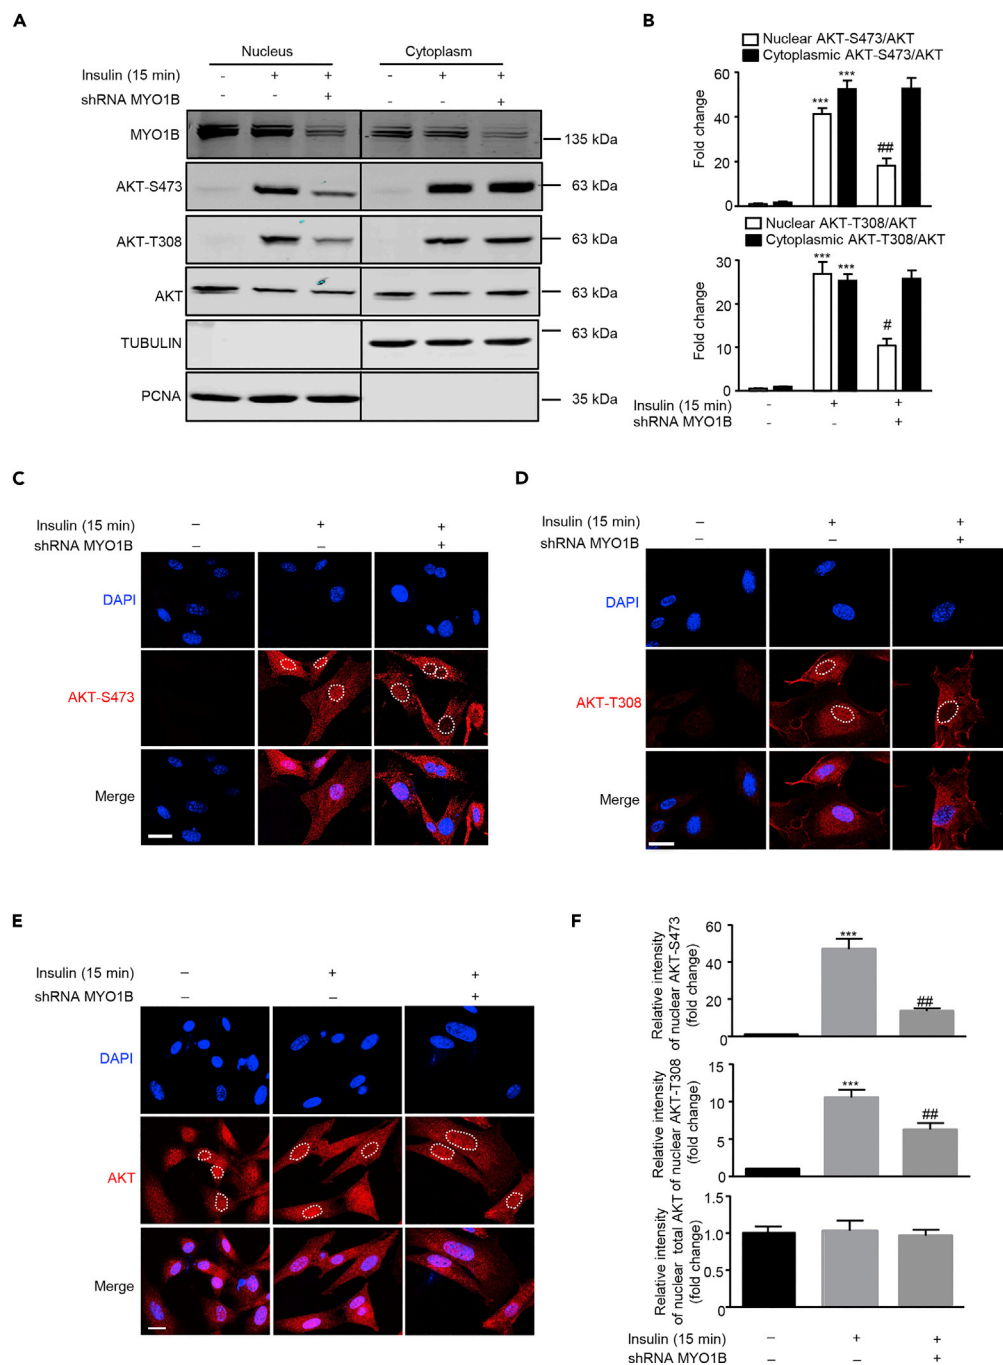 A
Nucleus Cytoplasm
Insulin (15 min) - + + - + +
shRNA MYO1B - - + - - +
MYO1B 135 kDa
AKT-S473 63 kDa
AKT-T308 63 kDa
AKT 63 kDa
TUBULIN 63 kDa
PCNA 35 kDa
B
Nuclear AKT-S473/AKT
Cytoplasmic AKT-S473/AKT
Fold change
60
40
20
0
*** *** ##
Nuclear AKT-T308/AKT
Cytoplasmic AKT-T308/AKT
Fold change
30
20
10
0
*** *** #
Insulin (15 min) - + +
shRNA MYO1B - - +
C
Insulin (15 min) − + +
shRNA MYO1B − − +
DAPI
AKT-S473
Merge
D
Insulin (15 min) − + +
shRNA MYO1B − − +
DAPI
AKT-T308
Merge
E
Insulin (15 min) − + +
shRNA MYO1B − − +
DAPI
AKT
Merge
F
Relative intensity
of nuclear AKT-S473
(fold change)
60
40
20
0
*** ##
Relative intensity
of nuclear AKT-T308
(fold change)
15
10
5
0
*** ##
Relative intensity
of nuclear total AKT
(fold change)
1.5
1.0
0.5
0
Insulin (15 min) − + +
shRNA MYO1B − − +